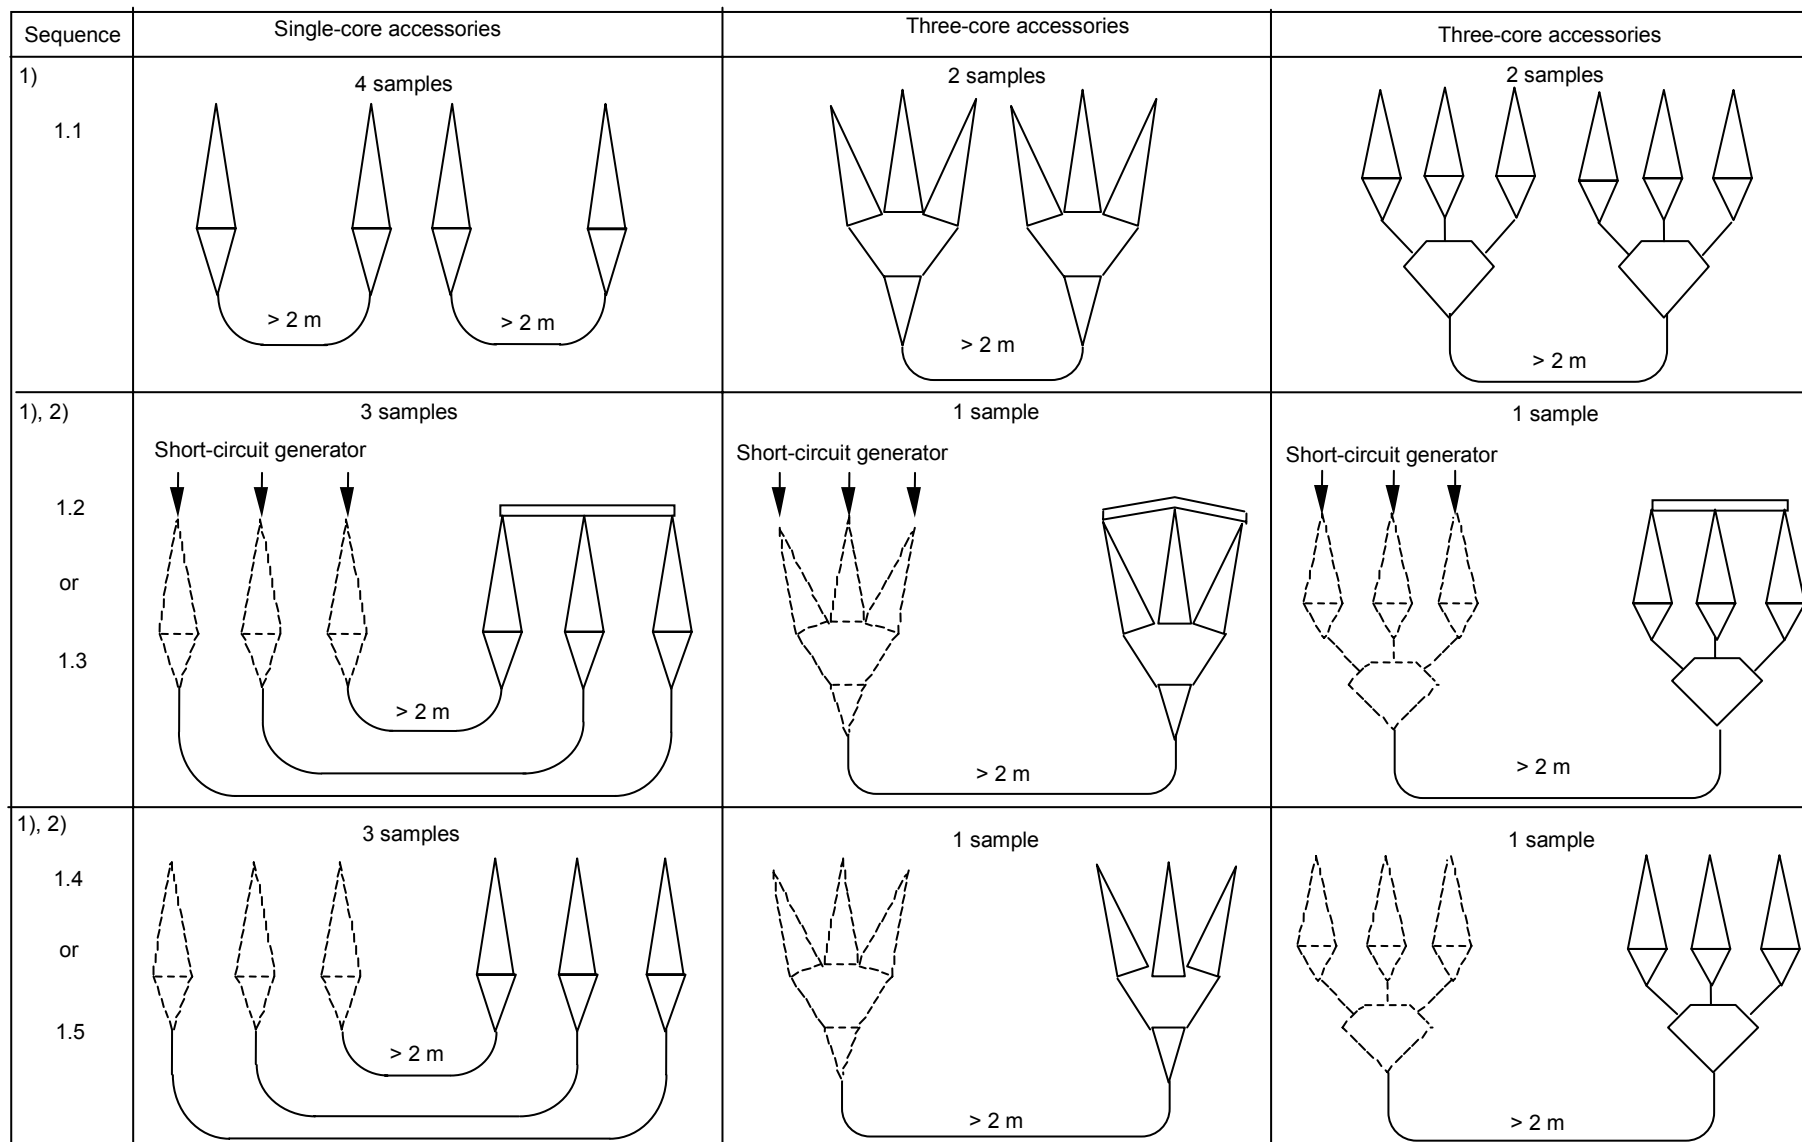 Sequence
Single-core accessories
Three-core accessories
Three-core accessories
1)
1.1
4 samples
> 2 m
> 2 m
2 samples
> 2 m
2 samples
> 2 m
1), 2)
1.2
or
1.3
3 samples
Short-circuit generator
> 2 m
1 sample
Short-circuit generator
> 2 m
1 sample
Short-circuit generator
> 2 m
1), 2)
1.4
or
1.5
3 samples
> 2 m
1 sample
> 2 m
1 sample
> 2 m